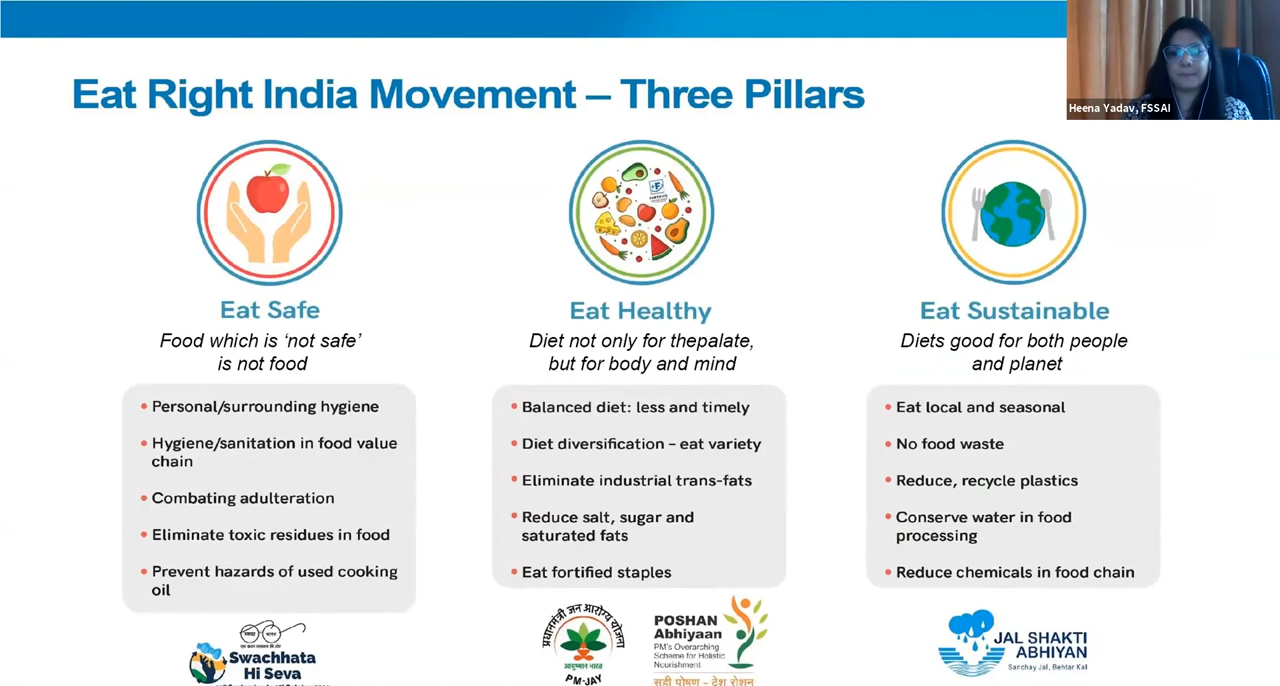 Heena Yadav, FSSAI
Eat Right India Movement – Three Pillars
Eat Safe
Food which is ‘not safe’
is not food
• Personal/surrounding hygiene
• Hygiene/sanitation in food value
chain
• Combating adulteration
• Eliminate toxic residues in food
• Prevent hazards of used cooking
oil
Swachhata
Hi Seva
Eat Healthy
Diet not only for thepalate,
but for body and mind
• Balanced diet: less and timely
• Diet diversification – eat variety
• Eliminate industrial trans-fats
• Reduce salt, sugar and
saturated fats
• Eat fortified staples
प्रधानमंत्री जन आरोग्य योजना
आयुष्मान भारत
PM-JAY
POSHAN
Abhiyaan
PM's Overarching
Scheme for Holistic
Nourishment
सही पोषण – देश रोशन
Eat Sustainable
Diets good for both people
and planet
• Eat local and seasonal
• No food waste
• Reduce, recycle plastics
• Conserve water in food
processing
• Reduce chemicals in food chain
JAL SHAKTI
ABHIYAN
Sanchay Jal, Behtar Kal